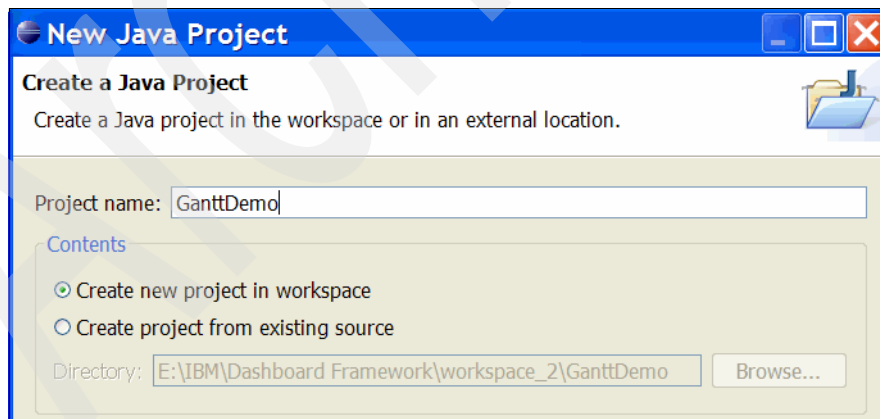 New Java Project
Create a Java Project
Create a Java project in the workspace or in an external location.
Project name: GanttDemo
Contents
Create new project in workspace
Create project from existing source
Directory: E:\IBM\Dashboard Framework\workspace_2\GanttDemo Browse...